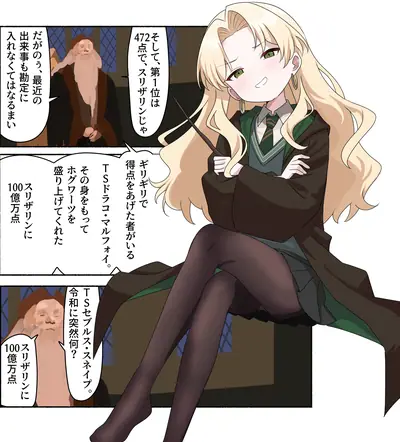 そして、第1位は
472点で、スリザリンじゃ
だがのぅ、最近の
出来事も勘定に
入れなくてはなるまい
ギリギリで
得点をあげた者がいる
TSドラコ・マルフォイ。
その身をもって
ホグワーツを
盛り上げてくれた
スリザリンに
100億万点
TSセブルス・スネイプ。
令和に突然何?
スリザリンに
100億万点